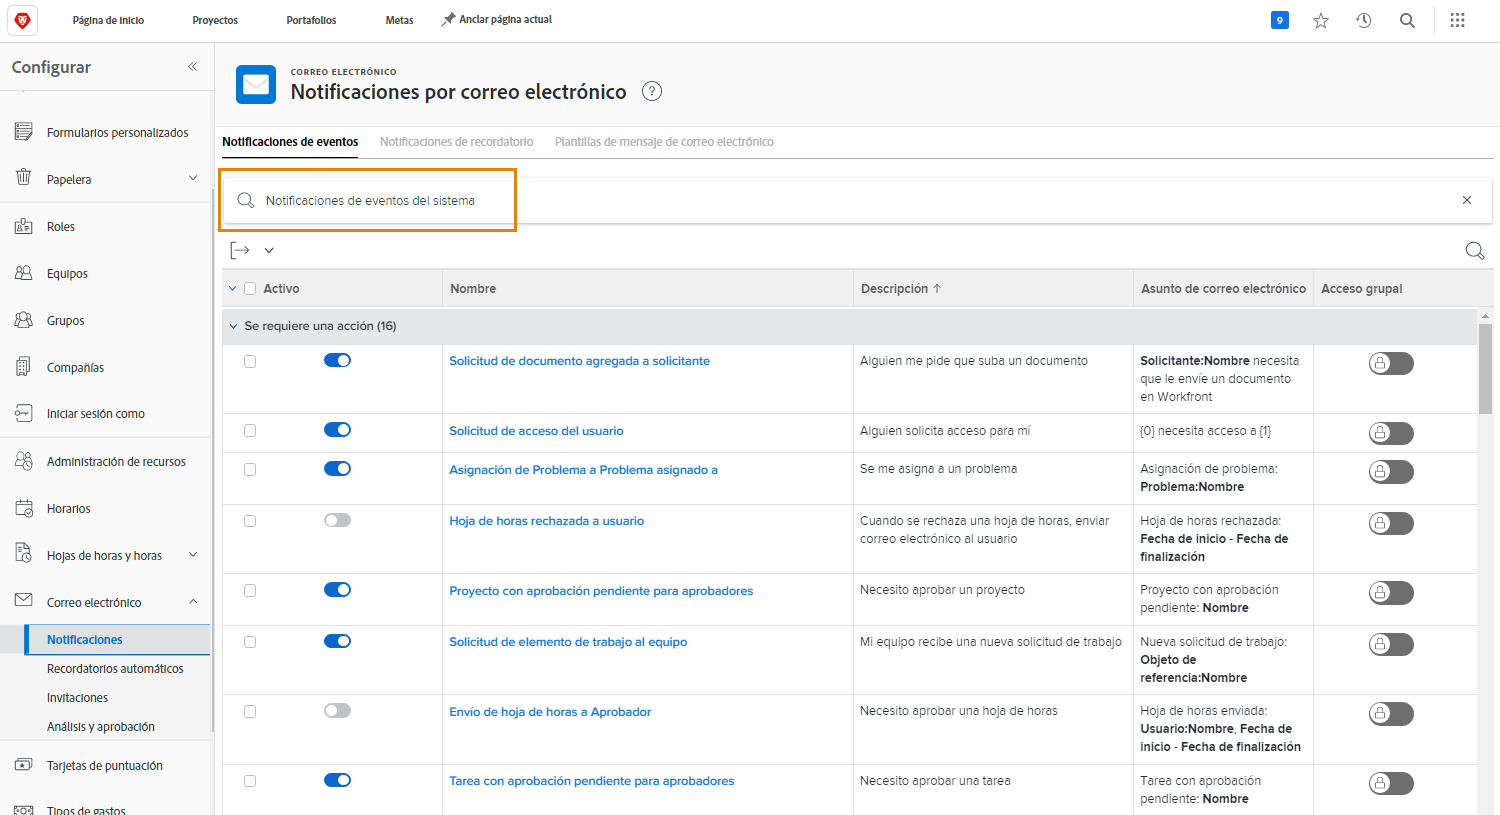 Página de inicio
Proyectos
Portafolios
Metas
Anclar página actual
9
Configurar
Formularios personalizados
Papelera
Roles
Equipos
Grupos
Compañías
Iniciar sesión como
Administración de recursos
Horarios
Hojas de horas y horas
Correo electrónico
Notificaciones
Recordatorios automáticos
Invitaciones
Análisis y aprobación
Tarjetas de puntuación
Tipos de gastos
CORREO ELECTRÓNICO
Notificaciones por correo electrónico ?
Notificaciones de eventos
Notificaciones de recordatorio
Plantillas de mensaje de correo electrónico
Notificaciones de eventos del sistema
Activo
Nombre
Descripción
Asunto de correo electrónico
Acceso grupal
Se requiere una acción (16)
Solicitud de documento agregada a solicitante
Alguien me pide que suba un documento
Solicitante:Nombre necesita
que le envíe un documento
en Workfront
Solicitud de acceso del usuario
Alguien solicita acceso para mí
{0} necesita acceso a {1}
Asignación de Problema a Problema asignado a
Se me asigna a un problema
Asignación de problema:
Problema:Nombre
Hoja de horas rechazada a usuario
Cuando se rechaza una hoja de horas, enviar
correo electrónico al usuario
Hoja de horas rechazada:
Fecha de inicio - Fecha de
finalización
Proyecto con aprobación pendiente para aprobadores
Necesito aprobar un proyecto
Proyecto con aprobación
pendiente: Nombre
Solicitud de elemento de trabajo al equipo
Mi equipo recibe una nueva solicitud de trabajo
Nueva solicitud de trabajo:
Objeto de
referencia:Nombre
Envío de hoja de horas a Aprobador
Necesito aprobar una hoja de horas
Hoja de horas enviada:
Usuario:Nombre, Fecha de
inicio - Fecha de finalización
Tarea con aprobación pendiente para aprobadores
Necesito aprobar una tarea
Tarea con aprobación
pendiente: Nombre